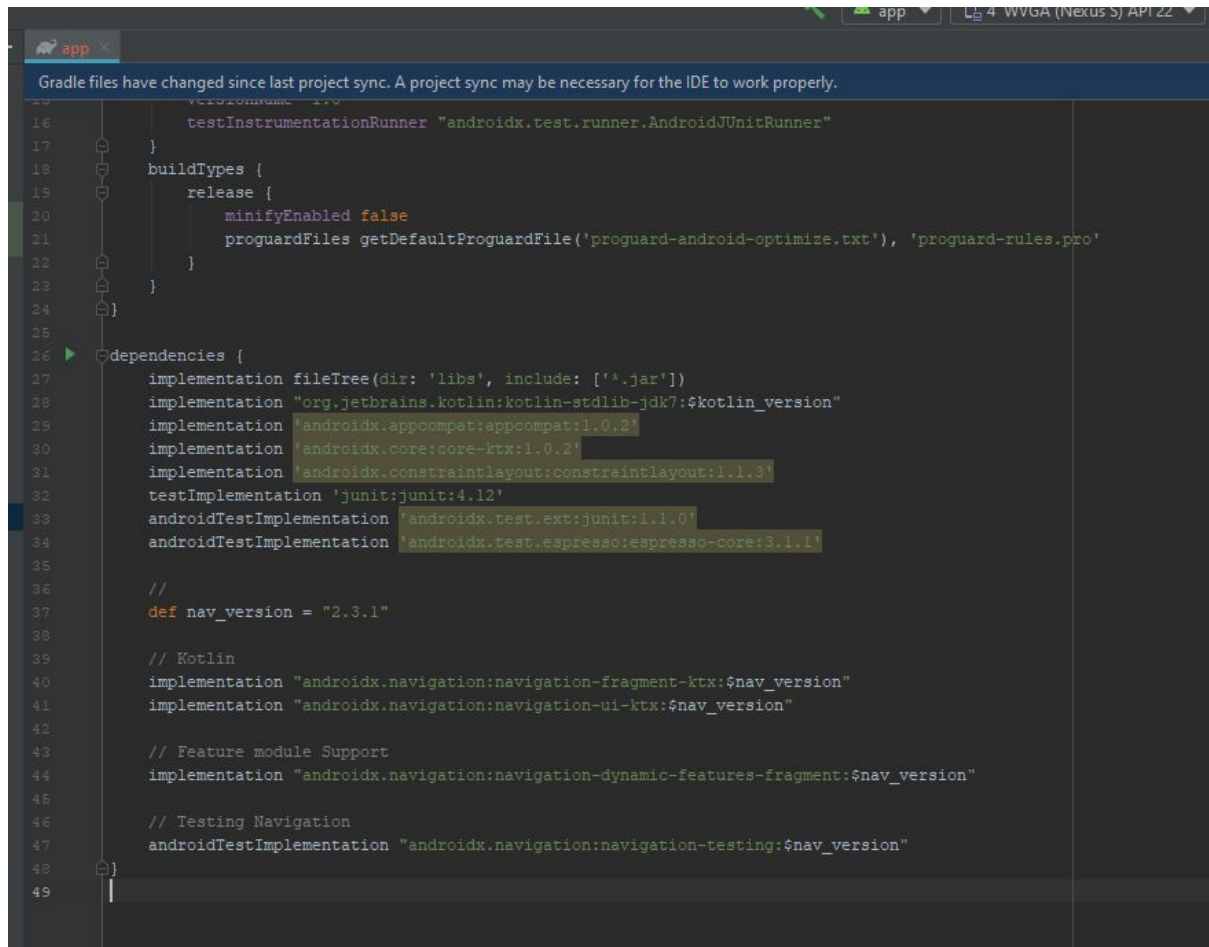 app 4 WVGA (Nexus S) API 22
app
Gradle files have changed since last project sync. A project sync may be necessary for the IDE to work properly.
15 versionName "1.0"
16 testInstrumentationRunner "androidx.test.runner.AndroidJUnitRunner"
17 }
18 buildTypes {
19 release {
20 minifyEnabled false
21 proguardFiles getDefaultProguardFile('proguard-android-optimize.txt'), 'proguard-rules.pro'
22 }
23 }
24 }
25
26 dependencies {
27 implementation fileTree(dir: 'libs', include: ['*.jar'])
28 implementation "org.jetbrains.kotlin:kotlin-stdlib-jdk7:$kotlin_version"
29 implementation 'androidx.appcompat:appcompat:1.0.2'
30 implementation 'androidx.core:core-ktx:1.0.2'
31 implementation 'androidx.constraintlayout:constraintlayout:1.1.3'
32 testImplementation 'junit:junit:4.12'
33 androidTestImplementation 'androidx.test.ext:junit:1.1.0'
34 androidTestImplementation 'androidx.test.espresso:espresso-core:3.1.1'
35
36 //
37 def nav_version = "2.3.1"
38
39 // Kotlin
40 implementation "androidx.navigation:navigation-fragment-ktx:$nav_version"
41 implementation "androidx.navigation:navigation-ui-ktx:$nav_version"
42
43 // Feature module Support
44 implementation "androidx.navigation:navigation-dynamic-features-fragment:$nav_version"
45
46 // Testing Navigation
47 androidTestImplementation "androidx.navigation:navigation-testing:$nav_version"
48 }
49